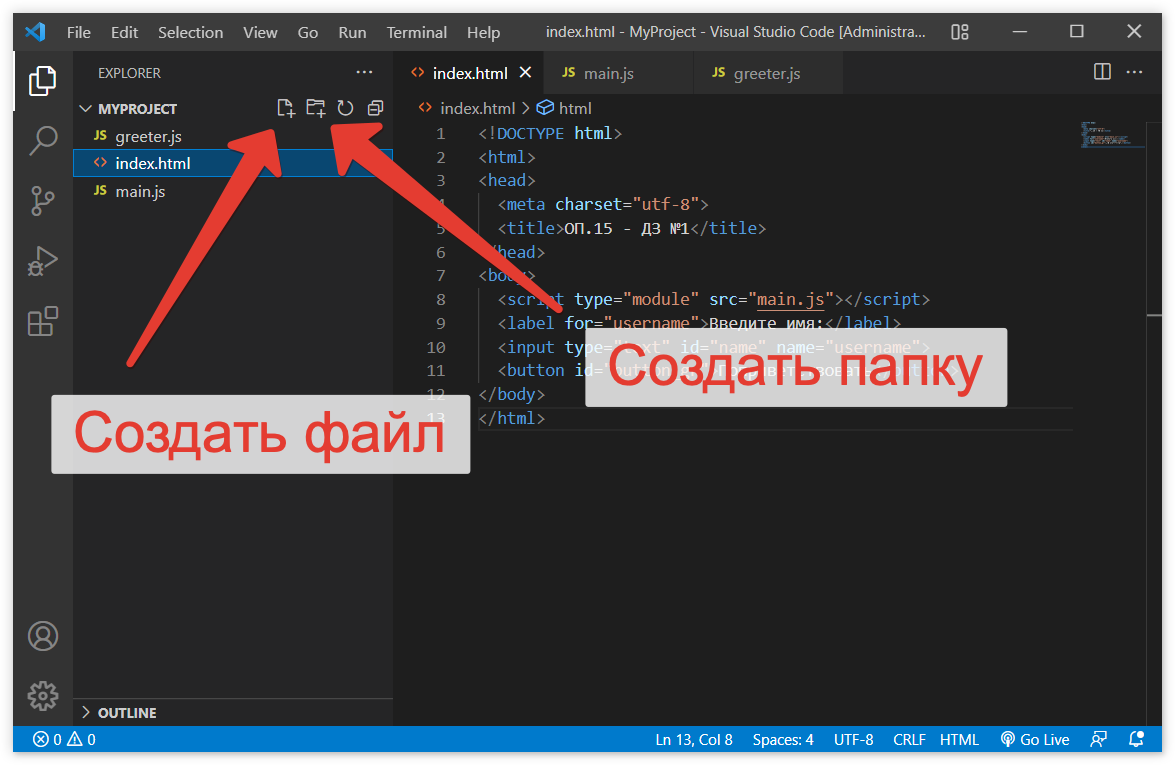 File Edit Selection View Go Run Terminal Help index.html - MyProject - Visual Studio Code [Administra...
EXPLORER
MYPROJECT
JS greeter.js
index.html
JS main.js
OUTLINE
index.html JS main.js JS greeter.js
index.html > html
1 <!DOCTYPE html>
2 <html>
3 <head>
4 <meta charset="utf-8">
5 <title>ОП.15 - ДЗ №1</title>
6 </head>
7 <body>
8 <script type="module" src="main.js"></script>
9 <label for="username">Введите имя:</label>
10 <input type="text" id="name" name="username">
11 <button id=
12 </body>
13 </html>
Создать папку
Создать файл
0 0 Ln 13, Col 8 Spaces: 4 UTF-8 CRLF HTML Go Live